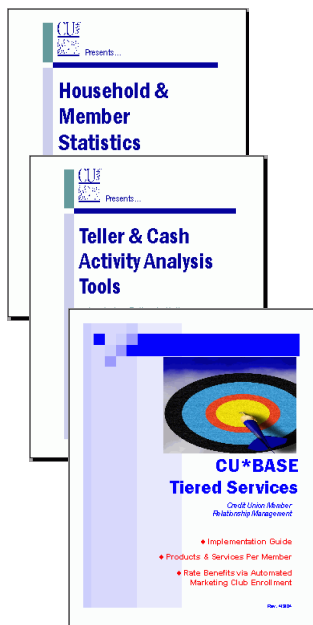 CU*
Presends...
Household &
Member
Statistics
CU*
Presents...
Teller & Cash
Activity Analysis
Tools
CU*BASE
Tiered Services
Credit Union Member
Relationship Management
◆ Implementation Guide
◆ Products & Services Per Member
◆ Rate Benefits via Automated
Marketing Club Enrollment